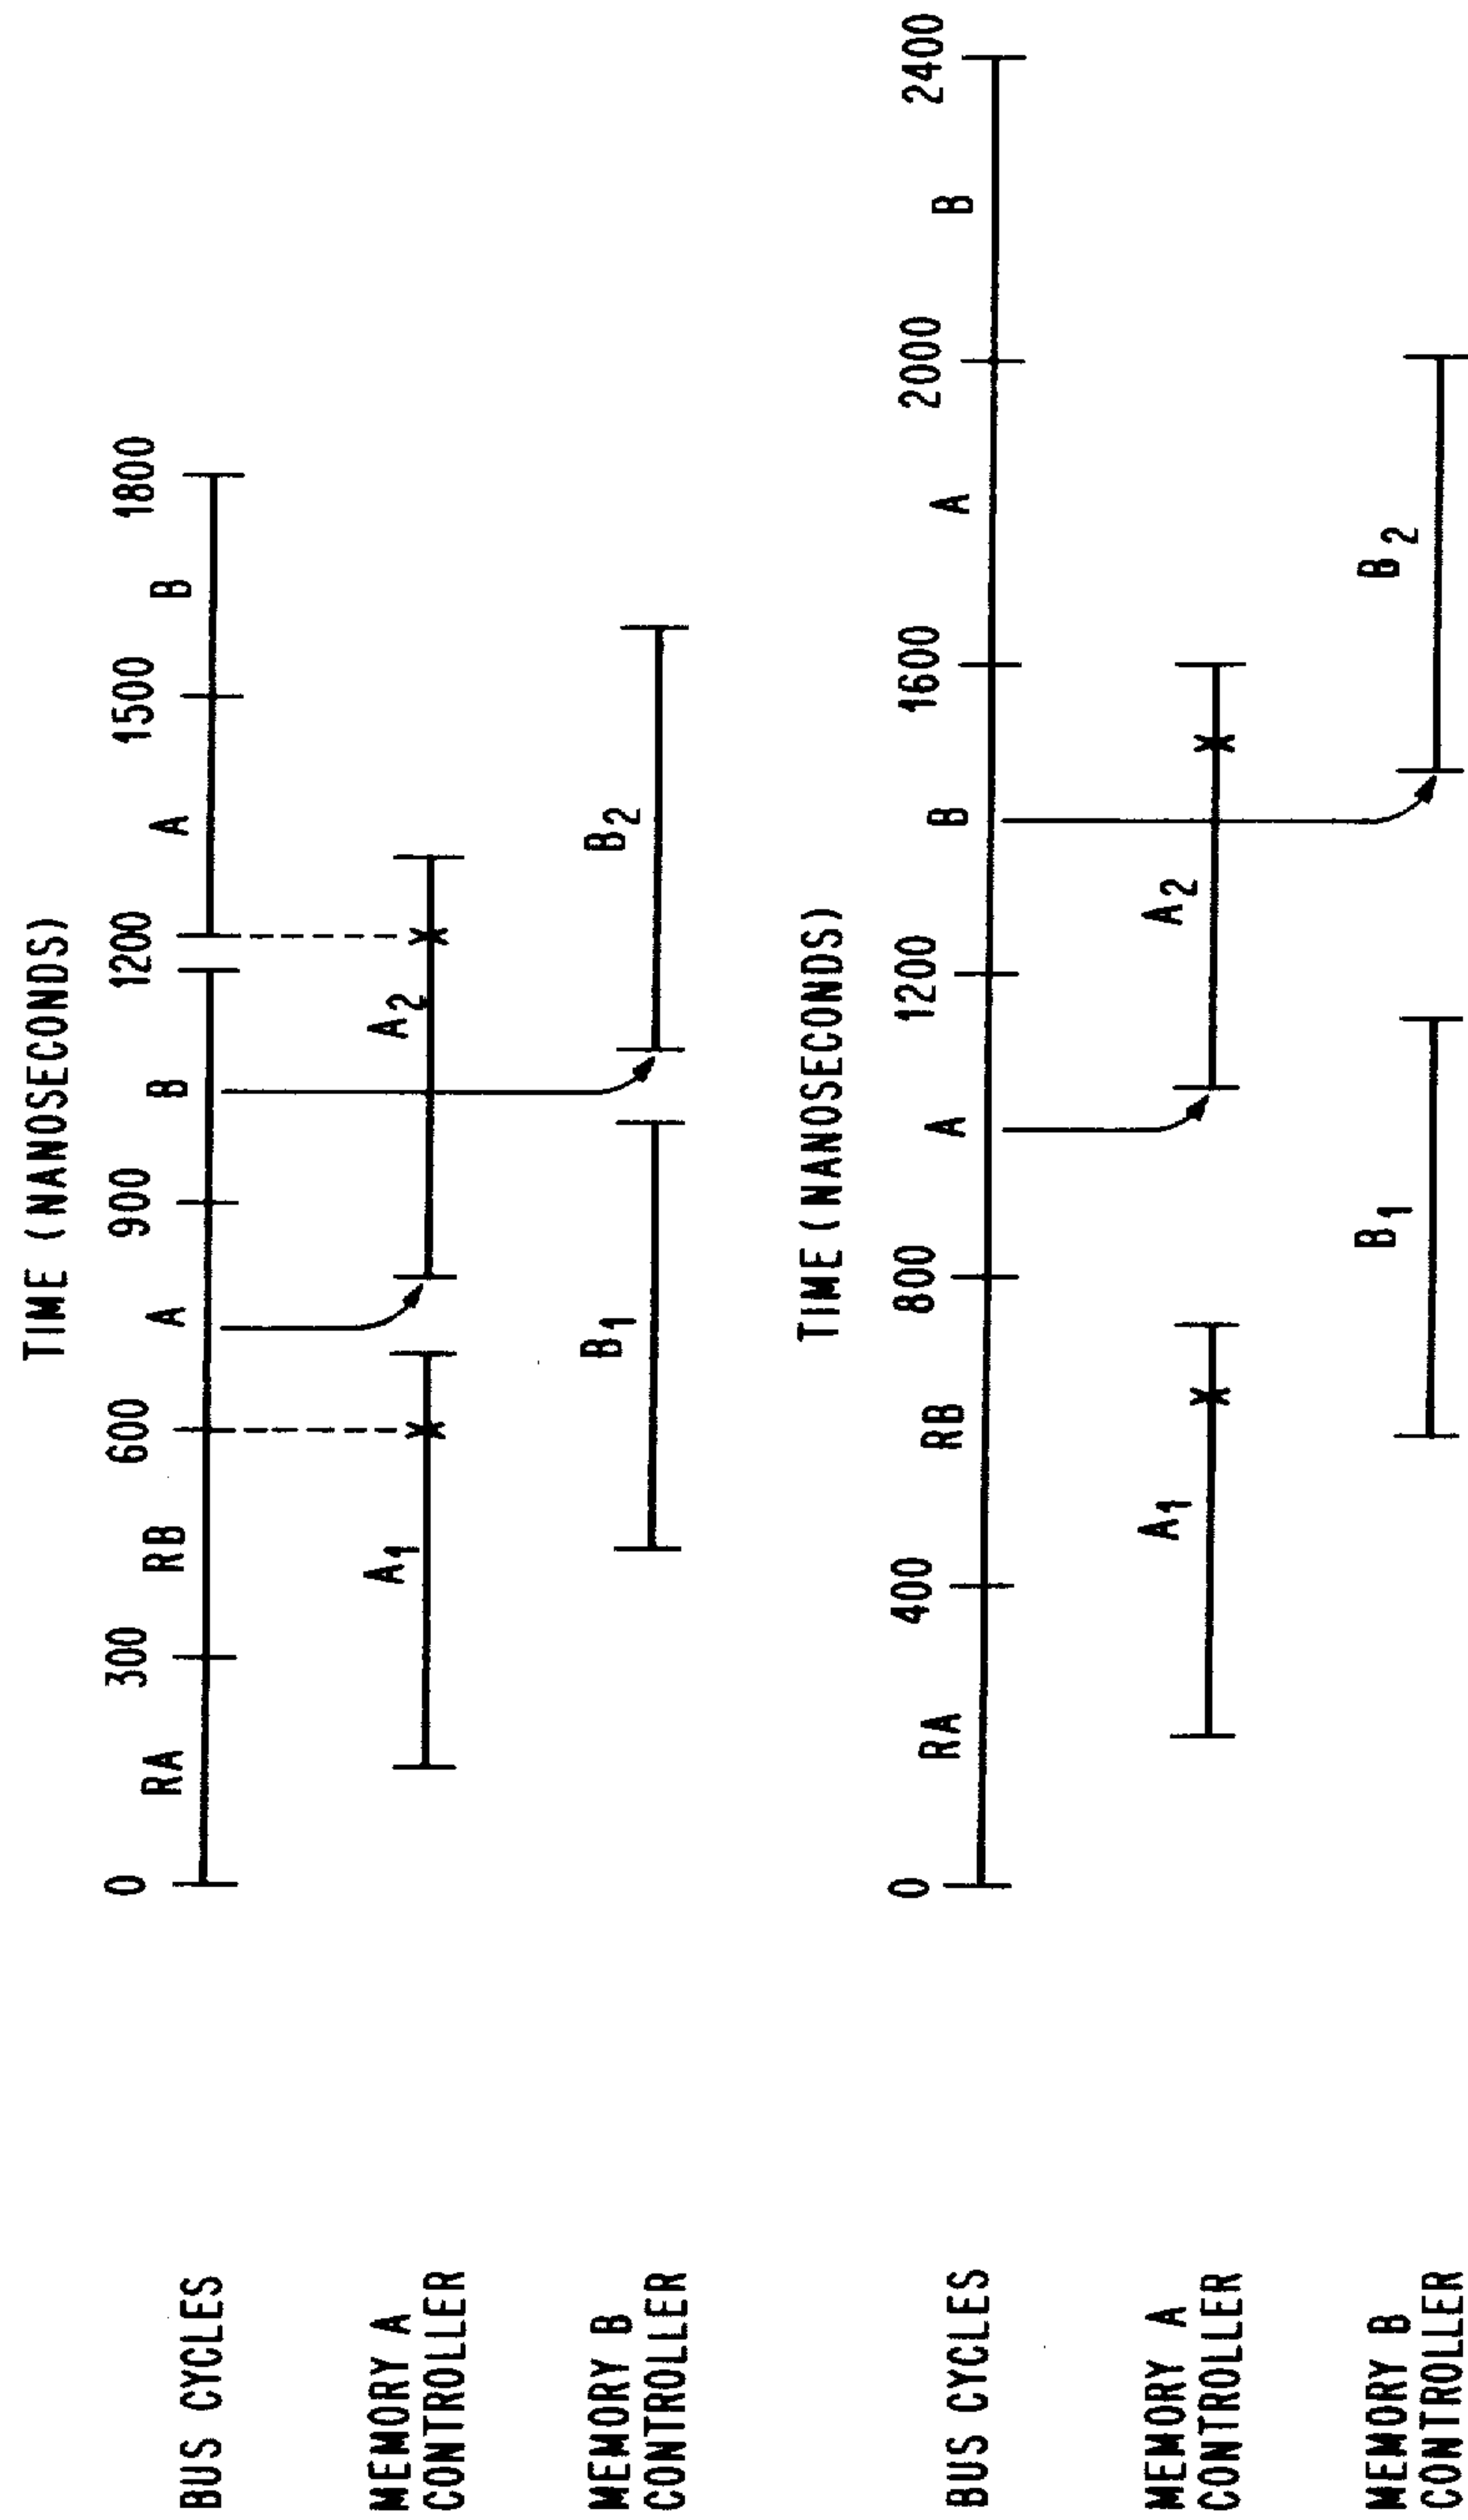 TIME (NANOSECONDS)
0 300 600 900 1200 1500 1800
BUS CYCLES RA RB A B A B
MEMORY A
CONTROLLER A1 A2
MEMORY B
CONTROLLER B1 B2
TIME (NANOSECONDS)
0 400 800 1200 1600 2000 2400
BUS CYCLES RA RB A B A B
MEMORY A
CONTROLLER A1 A2
MEMORY B
CONTROLLER B1 B2